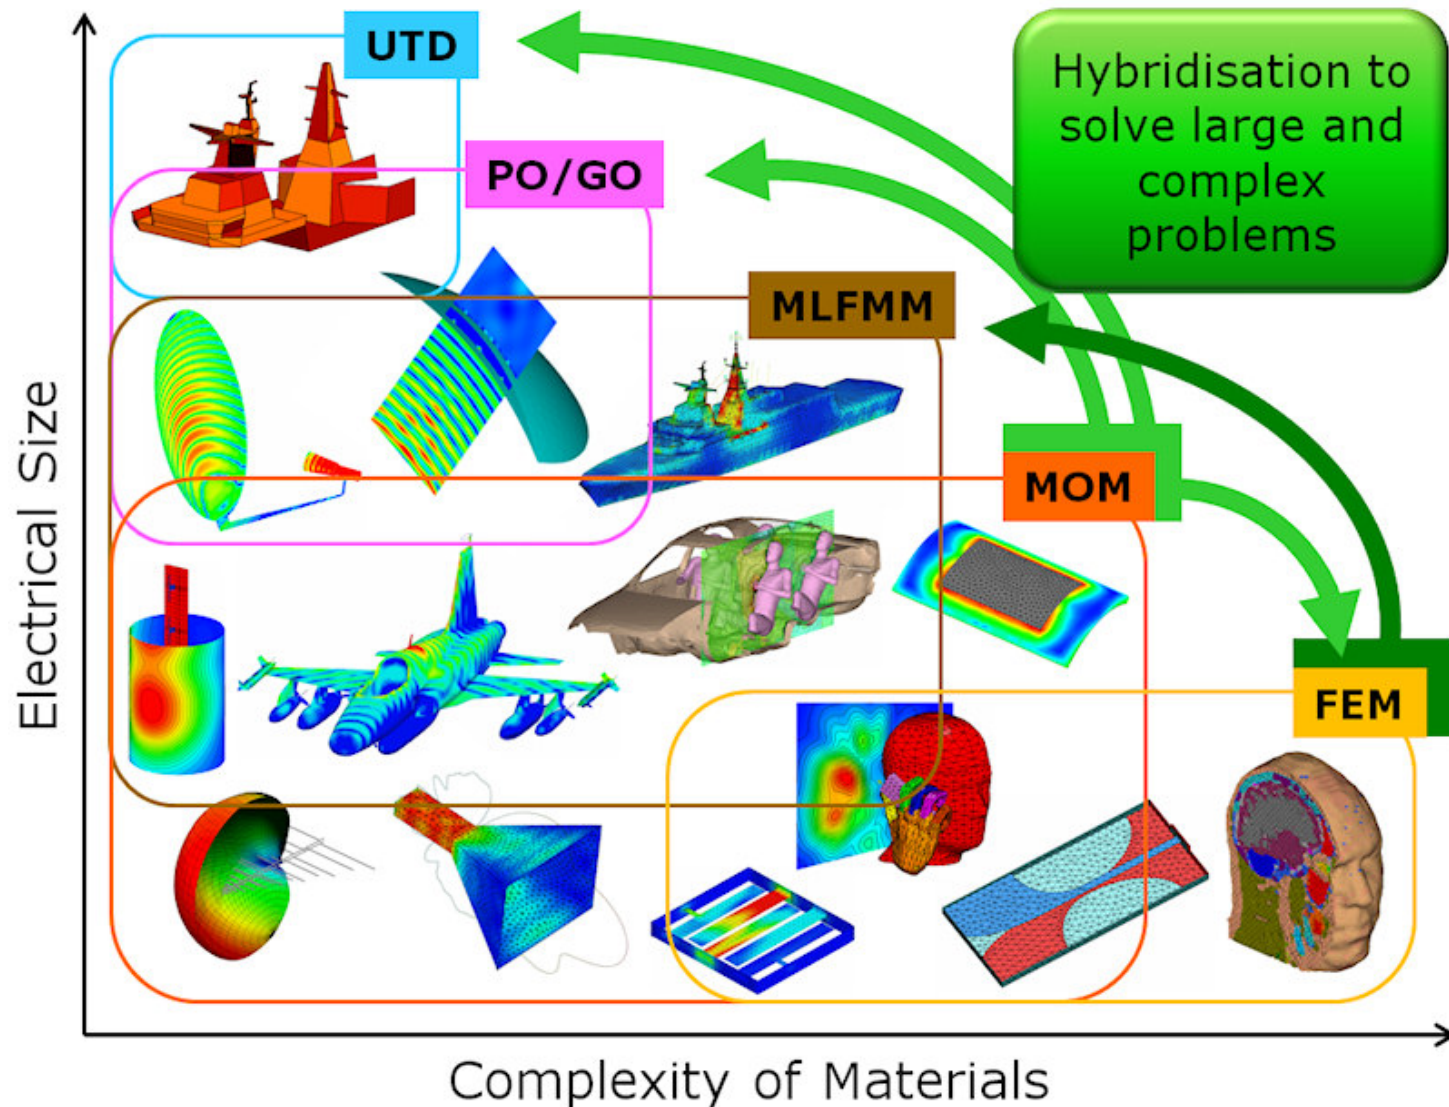 UTD
Hybridisation to
solve large and
complex
problems
PO/GO
MLFMM
MOM
FEM
Electrical Size
Complexity of Materials